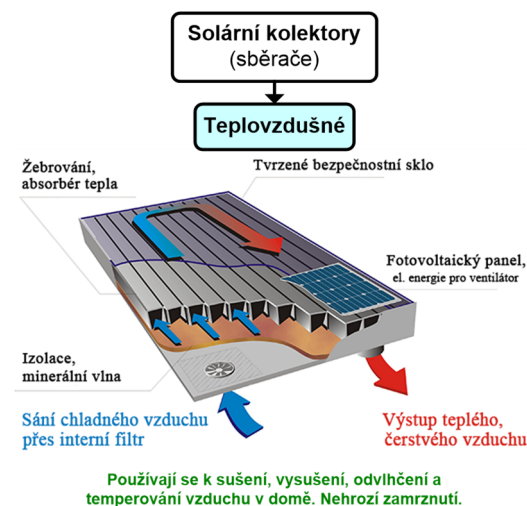 Solární kolektory
(sběrače)
Teplovzdušné
Žebrování,
absorbér tepla
Tvrzené bezpečnostní sklo
Fotovoltaický panel,
el. energie pro ventilátor
Izolace,
minerální vlna
Sání chladného vzduchu
přes interní filtr
Výstup teplého,
čerstvého vzduchu
Používají se k sušení, vysušení, odvlhčení a
temperování vzduchu v domě. Nehrozí zamrznutí.